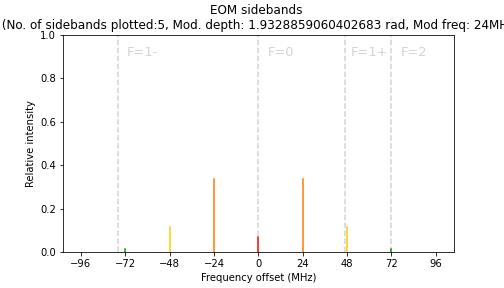 EOM sidebands
(No. of sidebands plotted:5, Mod. depth: 1.9328859060402683 rad, Mod freq: 24MH
1.0
F=1-
F=0
F=1+
F=2
0.8
0.6
0.4
0.2
0.0
Relative intensity
−96
−72
−48
−24
0
24
48
72
96
Frequency offset (MHz)